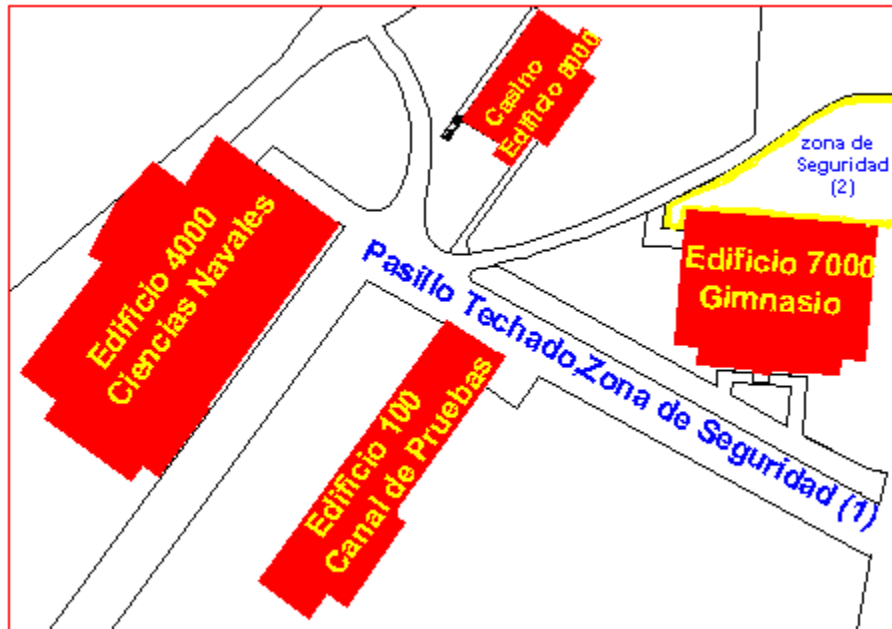 Casino
Edificio 8000
zona de
Seguridad
(2)
Edificio 4000
Ciencias Navales
Pasillo Techado,Zona de Seguridad (1)
Edificio 7000
Gimnasio
Edificio 100
Canal de Pruebas